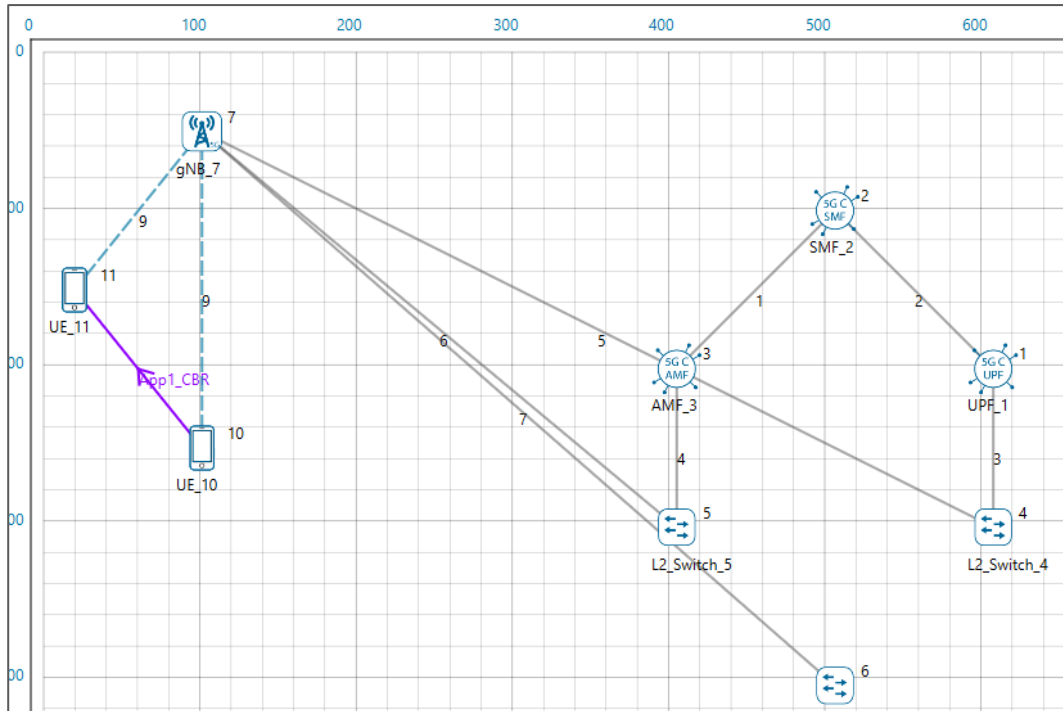 0 100 200 300 400 500 600
0
7
5G
gNB_7
00
5G C
SMF
2
SMF_2
9
11
UE_11
9
1
2
6
5
00
3
5G C
AMF
AMF_3
1
5G C
UPF
UPF_1
App1_CBR
7
10
UE_10
4
3
00
5
L2_Switch_5
4
L2_Switch_4
00
6